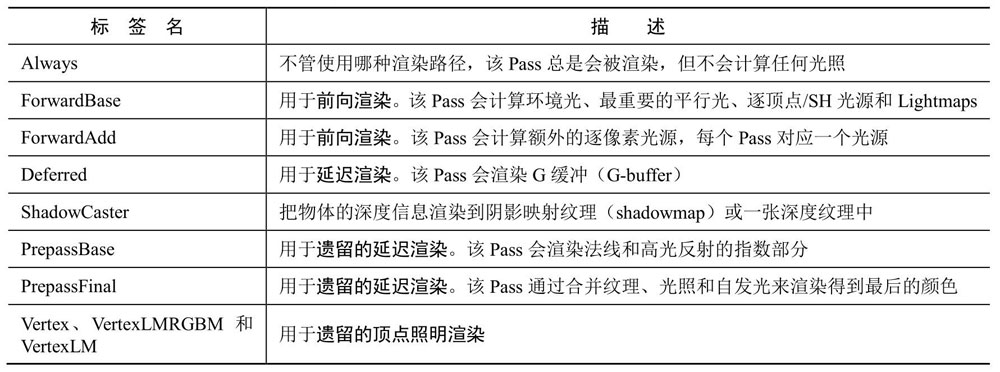 标 签 名 描 述
Always 不管使用哪种渲染路径，该 Pass 总是会被渲染，但不会计算任何光照
ForwardBase 用于前向渲染。该 Pass 会计算环境光、最重要的平行光、逐顶点/SH 光源和 Lightmaps
ForwardAdd 用于前向渲染。该 Pass 会计算额外的逐像素光源，每个 Pass 对应一个光源
Deferred 用于延迟渲染。该 Pass 会渲染 G 缓冲（G-buffer）
ShadowCaster 把物体的深度信息渲染到阴影映射纹理（shadowmap）或一张深度纹理中
PrepassBase 用于遗留的延迟渲染。该 Pass 会渲染法线和高光反射的指数部分
PrepassFinal 用于遗留的延迟渲染。该 Pass 通过合并纹理、光照和自发光来渲染得到最后的颜色
Vertex、VertexLMRGBM 和
VertexLM
用于遗留的顶点照明渲染